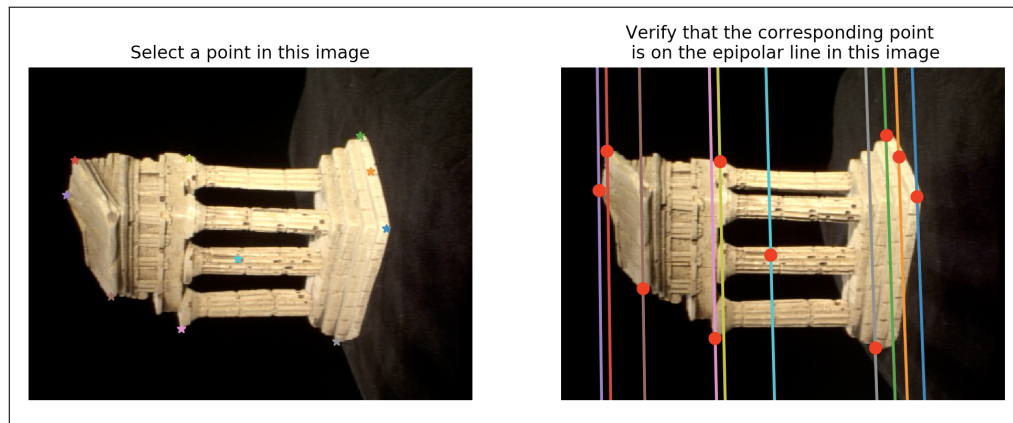 Select a point in this image
Verify that the corresponding point
is on the epipolar line in this image